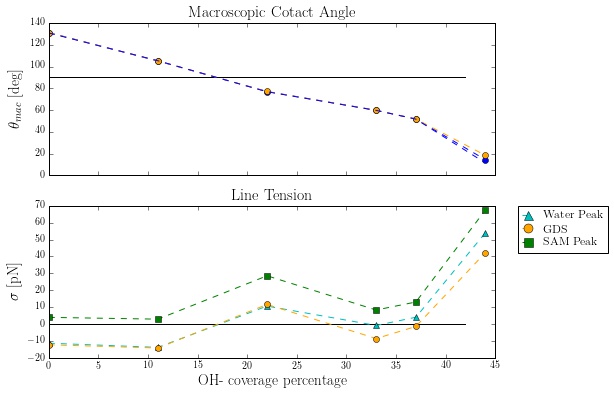 Macroscopic Cotact Angle
140
120
100
80
60
40
20
0
θmac [deg]
Line Tension
70
60
50
40
30
20
10
0
−10
−20
σ [pN]
0 5 10 15 20 25 30 35 40 45
OH- coverage percentage
Water Peak
GDS
SAM Peak